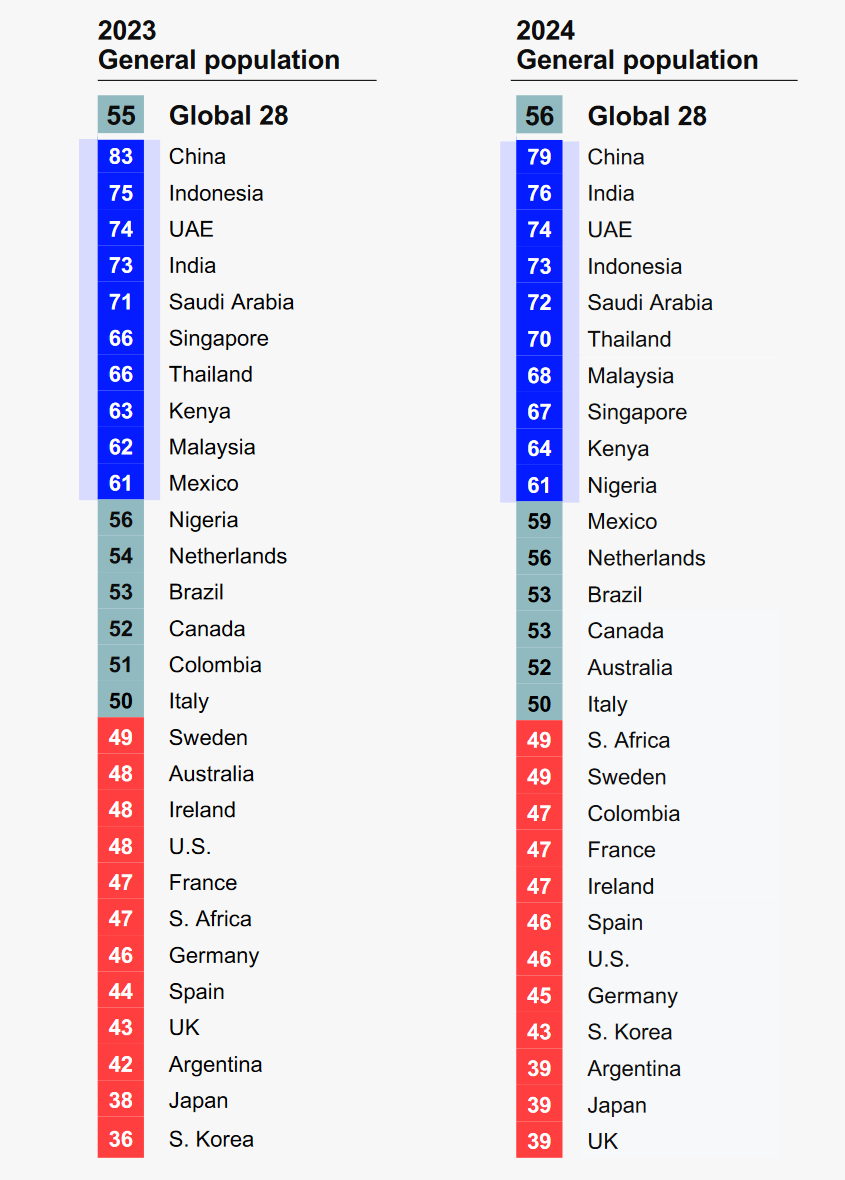 2023
General population
55 Global 28
83 China
75 Indonesia
74 UAE
73 India
71 Saudi Arabia
66 Singapore
66 Thailand
63 Kenya
62 Malaysia
61 Mexico
56 Nigeria
54 Netherlands
53 Brazil
52 Canada
51 Colombia
50 Italy
49 Sweden
48 Australia
48 Ireland
48 U.S.
47 France
47 S. Africa
46 Germany
44 Spain
43 UK
42 Argentina
38 Japan
36 S. Korea
2024
General population
56 Global 28
79 China
76 India
74 UAE
73 Indonesia
72 Saudi Arabia
70 Thailand
68 Malaysia
67 Singapore
64 Kenya
61 Nigeria
59 Mexico
56 Netherlands
53 Brazil
53 Canada
52 Australia
50 Italy
49 S. Africa
49 Sweden
47 Colombia
47 France
47 Ireland
46 Spain
46 U.S.
45 Germany
43 S. Korea
39 Argentina
39 Japan
39 UK